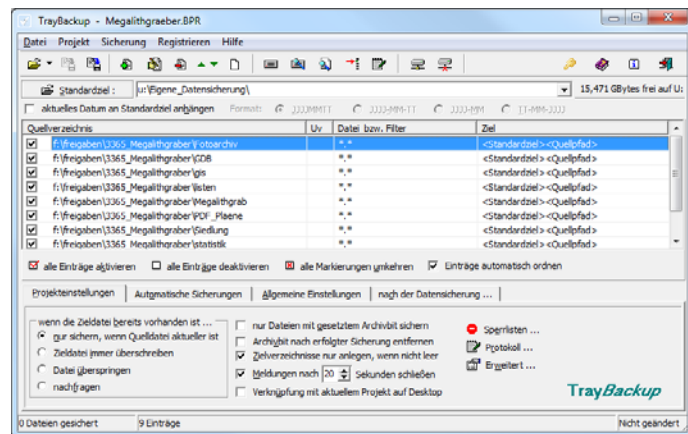 TrayBackup - Megalithgraeber.BPR
Datei Projekt Sicherung Registrieren Hilfe
Standardziel : u:\Eigene_Datensicherung\ 15,471 GBytes frei auf U:
aktuelles Datum an Standardziel anhängen Format: JJJJMMTT JJJJ-MM-TT JJJJ-MM TT-MM-JJJJ
Quellverzeichnis Uv Datei bzw. Filter Ziel
f:\freigaben\3365_Megalithgraber\Fotoarchiv *.* <Standardziel><Quellpfad>
f:\freigaben\3365_Megalithgraber\GDB *.* <Standardziel><Quellpfad>
f:\freigaben\3365_Megalithgraber\gis *.* <Standardziel><Quellpfad>
f:\freigaben\3365_Megalithgraber\listen *.* <Standardziel><Quellpfad>
f:\freigaben\3365_Megalithgraber\Megalithgrab *.* <Standardziel><Quellpfad>
f:\freigaben\3365_Megalithgraber\PDF_Plaene *.* <Standardziel><Quellpfad>
f:\freigaben\3365_Megalithgraber\Siedlung *.* <Standardziel><Quellpfad>
f:\freigaben\3365_Megalithgraber\statistik *.* <Standardziel><Quellpfad>
alle Einträge aktivieren alle Einträge deaktivieren alle Markierungen umkehren Einträge automatisch ordnen
Projekteinstellungen Automatische Sicherungen Allgemeine Einstellungen nach der Datensicherung ...
wenn die Zieldatei bereits vorhanden ist ...
nur sichern, wenn Quelldatei aktueller ist
Zieldatei immer überschreiben
Datei überspringen
nachfragen
nur Dateien mit gesetztem Archivbit sichern
Archivbit nach erfolgter Sicherung entfernen
Zielverzeichnisse nur anlegen, wenn nicht leer
Meldungen nach 20 Sekunden schließen
Verknüpfung mit aktuellem Projekt auf Desktop
Sperrlisten ...
Protokoll ...
Erweitert ...
TrayBackup
0 Dateien gesichert 9 Einträge Nicht geändert